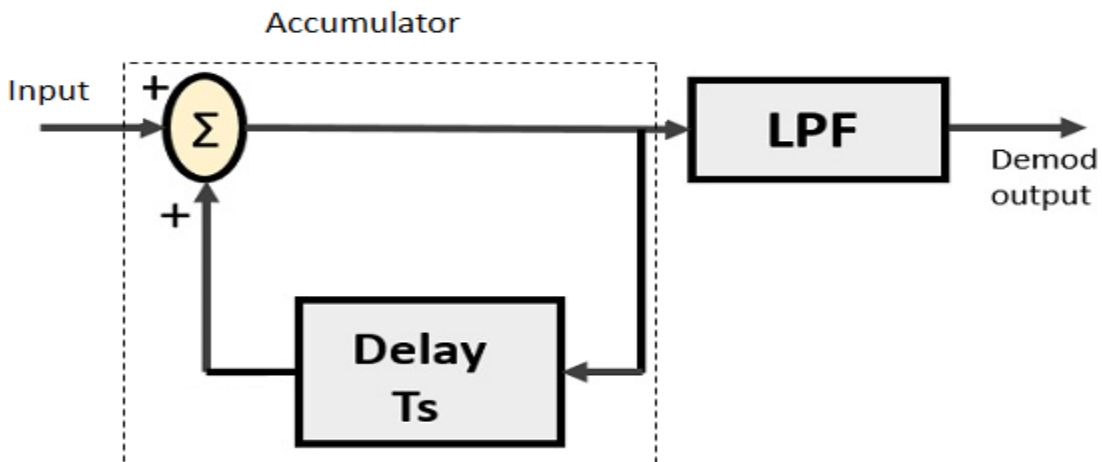 Accumulator
Input
+
Σ
LPF
Demod
output
+
Delay
Ts